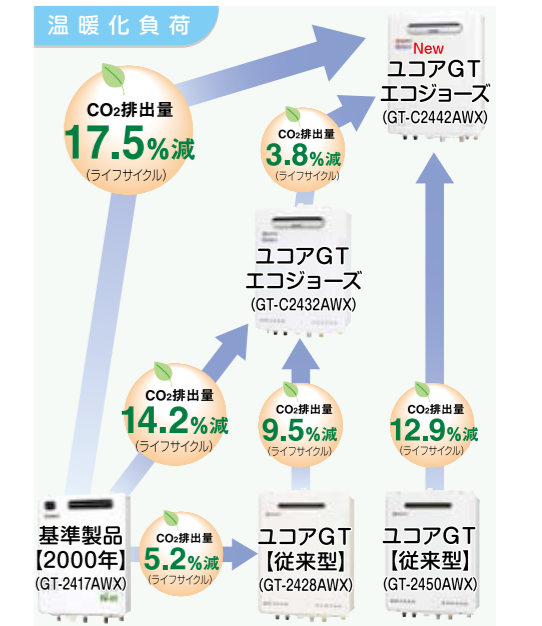 温暖化負荷
New
ユコアGT
エコジョーズ
(GT-C2442AWX)
CO2排出量
17.5%減
(ライフサイクル)
CO2排出量
3.8%減
(ライフサイクル)
ユコアGT
エコジョーズ
(GT-C2432AWX)
CO2排出量
14.2%減
(ライフサイクル)
CO2排出量
9.5%減
(ライフサイクル)
CO2排出量
12.9%減
(ライフサイクル)
基準製品
【2000年】
(GT-2417AWX)
CO2排出量
5.2%減
(ライフサイクル)
ユコアGT
【従来型】
(GT-2428AWX)
ユコアGT
【従来型】
(GT-2450AWX)